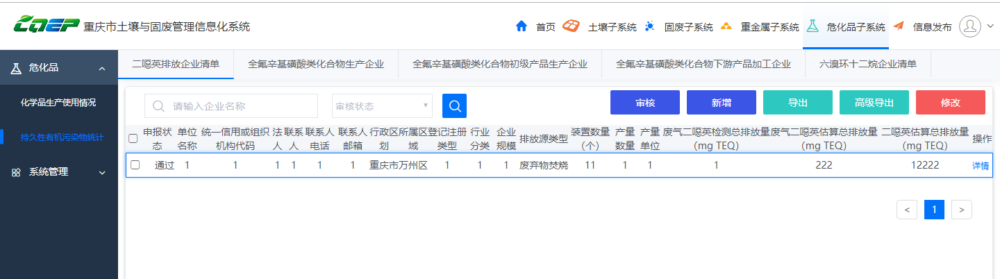 CQEP 重庆市土壤与固废管理信息化系统
首页 土壤子系统 固废子系统 重金属子系统 危化品子系统 信息发布
危化品
化学品生产使用情况
持久性有机污染物统计
系统管理
二噁英排放企业清单 全氟辛基磺酸类化合物生产企业 全氟辛基磺酸类化合物初级产品生产企业 全氟辛基磺酸类化合物下游产品加工企业 六溴环十二烷企业清单
请输入企业名称 审核状态 审核 新增 导出 高级导出 修改
申报状态 单位名称 统一信用或组织机构代码 法人 联系人 联系人电话 联系人邮箱 行政区划 所属区域 登记注册类型 行业分类 企业规模 排放源类型 装置数量(个) 产量数量 产量单位 废气二噁英检测总排放量(mg TEQ) 废气二噁英估算总排放量(mg TEQ) 二噁英估算总排放量(mg TEQ) 操作
通过 1 1 1 1 1 1 重庆市万州区 1 1 1 废弃物焚烧 11 1 1 1 222 12222 详情
< 1 >